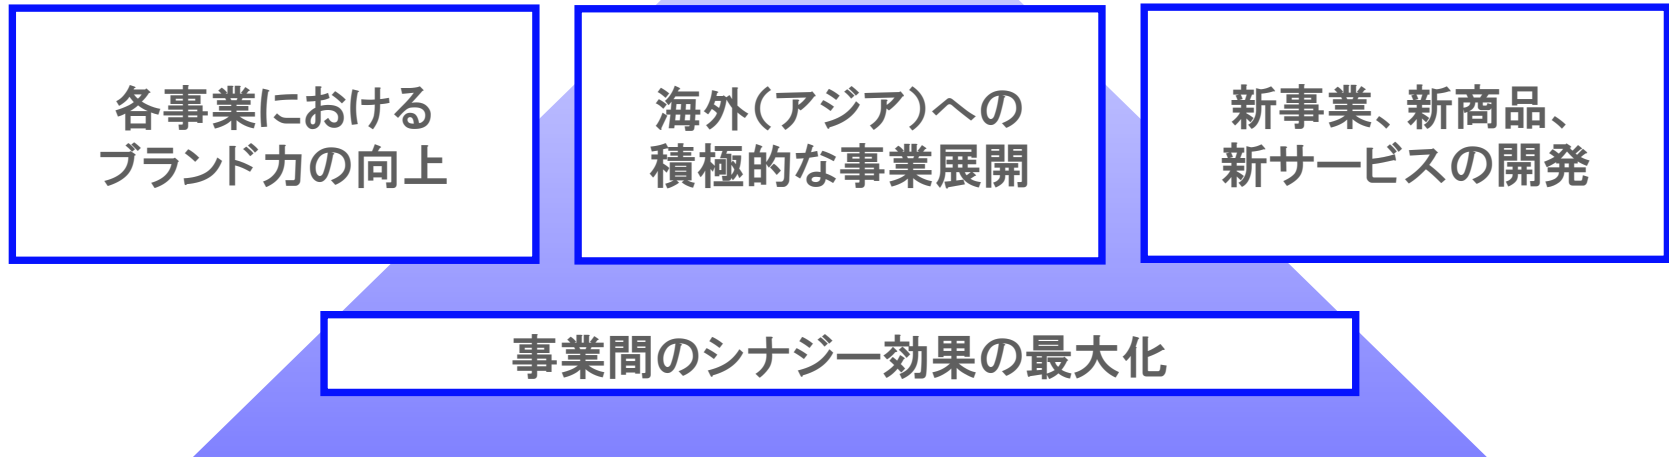 各事業における
ブランド力の向上
海外（アジア）への
積極的な事業展開
新事業、新商品、
新サービスの開発
事業間のシナジー効果の最大化